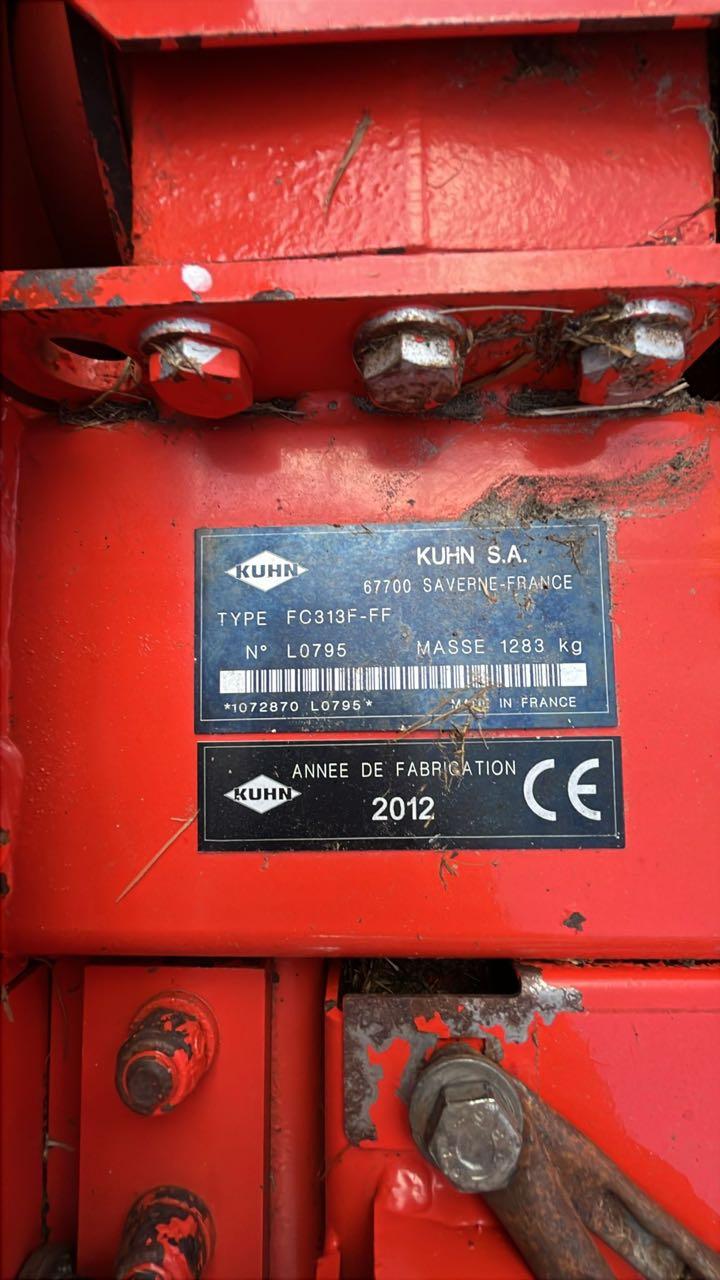 KUHN
KUHN S.A.
67700 SAVERNE-FRANCE
TYPE FC313F-FF
N° L0795 MASSE 1283 kg
*1072870 L0795* MADE IN FRANCE
KUHN
ANNEE DE FABRICATION
2012
CE